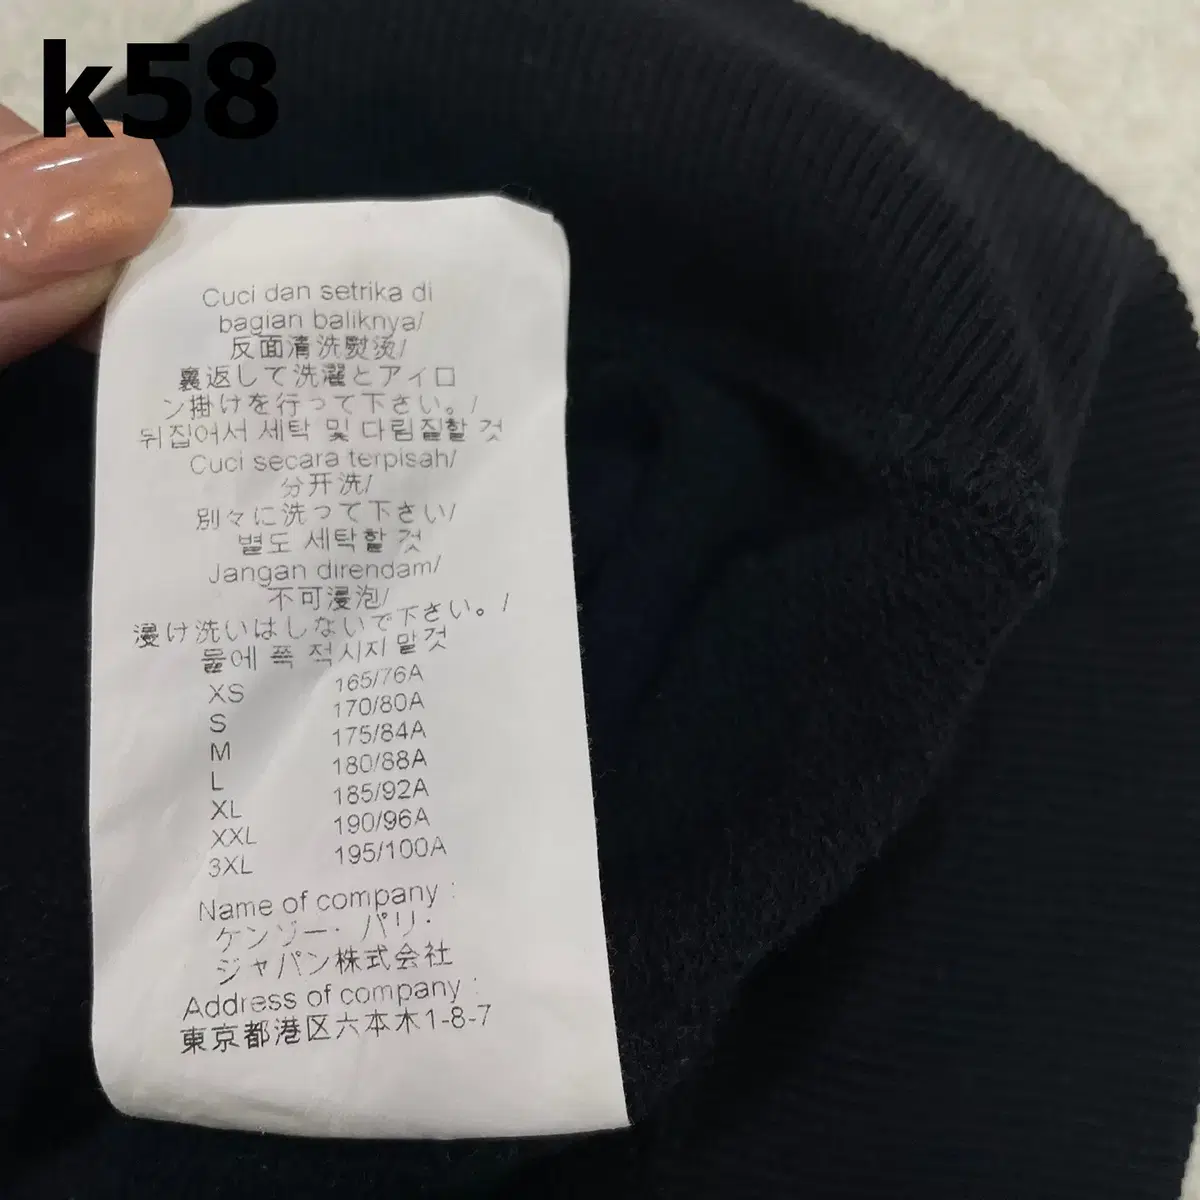 k58
Cuci dan setrika di
bagian baliknya/
反面清洗熨烫/
裏返して洗濯とアイロ
ン掛けを行って下さい。/
뒤집어서 세탁 및 다림질할 것
Cuci secara terpisah/
分开洗/
別々に洗って下さい/
별도 세탁할 것
Jangan direndam/
不可浸泡/
浸け洗いはしないで下さい。/
물에 푹 적시지 말것
XS 165/76A
S 170/80A
M 175/84A
L 180/88A
XL 185/92A
XXL 190/96A
3XL 195/100A
Name of company :
ケンゾー・パリ・
ジャパン株式会社
Address of company :
東京都港区六本木1-8-7